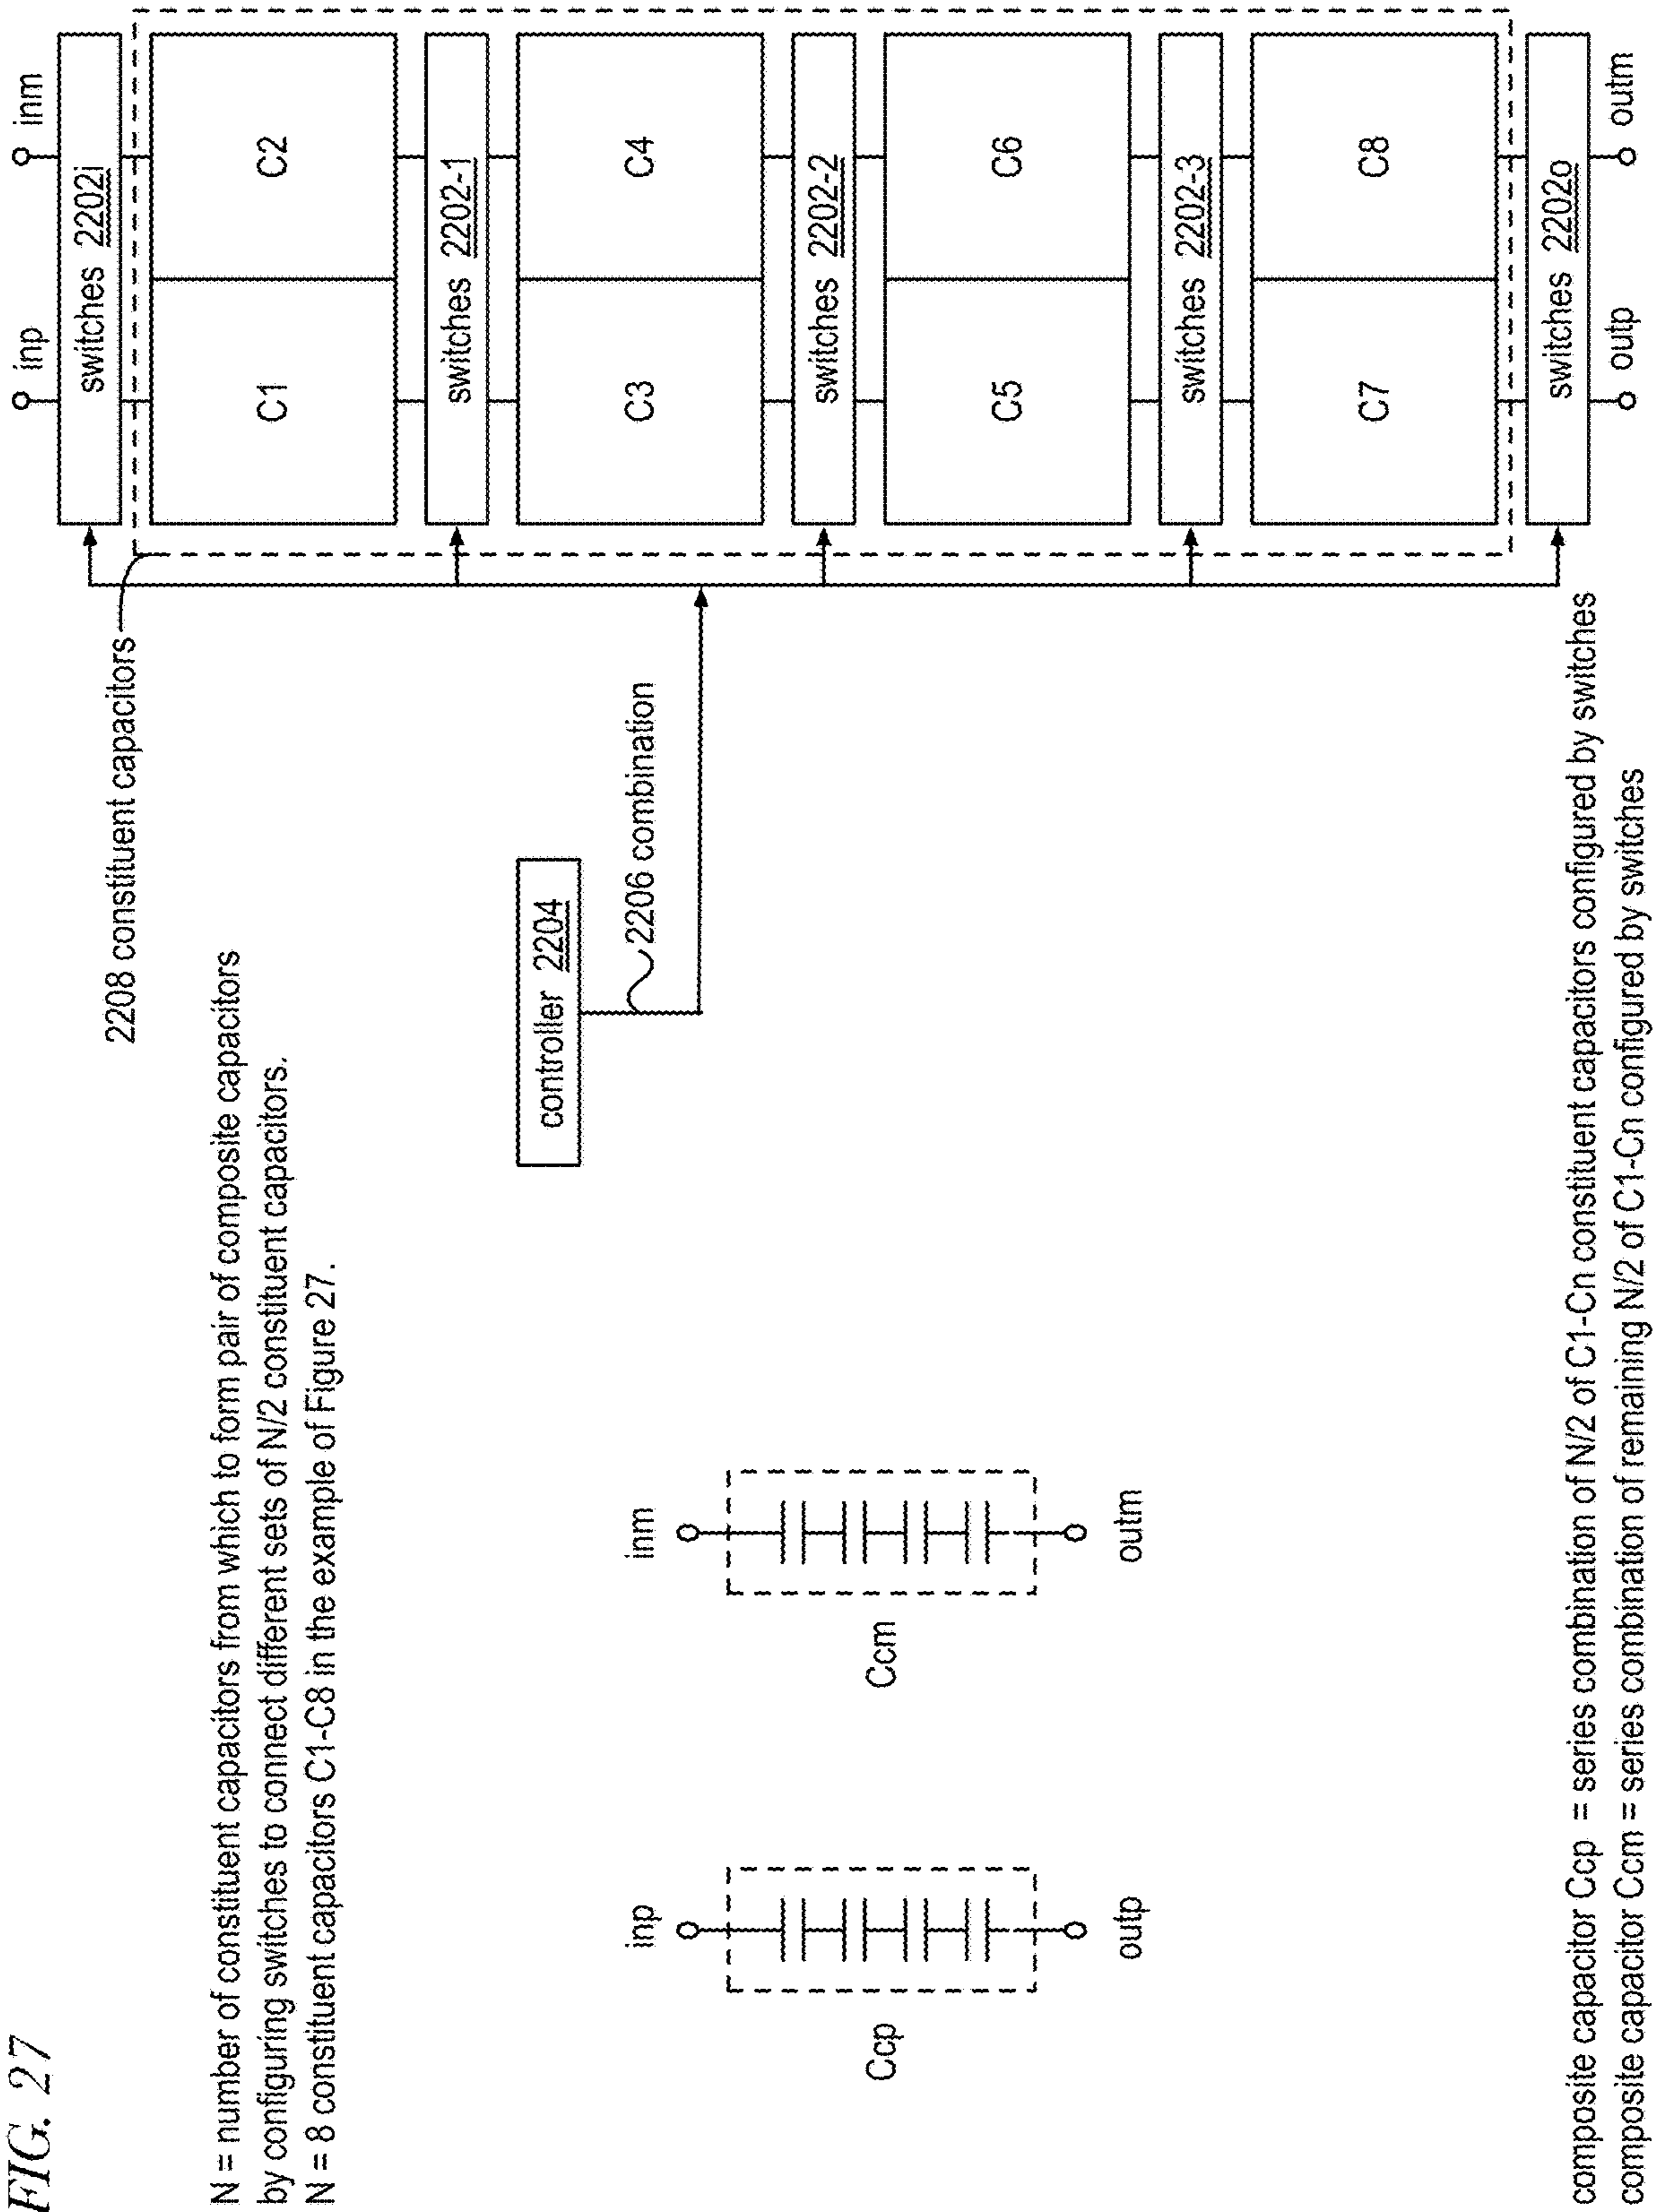 FIG. 27
N = number of constituent capacitors from which to form pair of composite capacitors
by configuring switches to connect different sets of N/2 constituent capacitors.
N = 8 constituent capacitors C1-C8 in the example of Figure 27.
2208 constituent capacitors
controller 2204
2206 combination
inp
inm
switches 2202i
C1
C2
switches 2202-1
C3
C4
switches 2202-2
C5
C6
switches 2202-3
C7
C8
switches 2202o
outp
outm
inp
inm
Ccp
Ccm
outp
outm
composite capacitor Ccp = series combination of N/2 of C1-Cn constituent capacitors configured by switches
composite capacitor Ccm = series combination of remaining N/2 of C1-Cn configured by switches